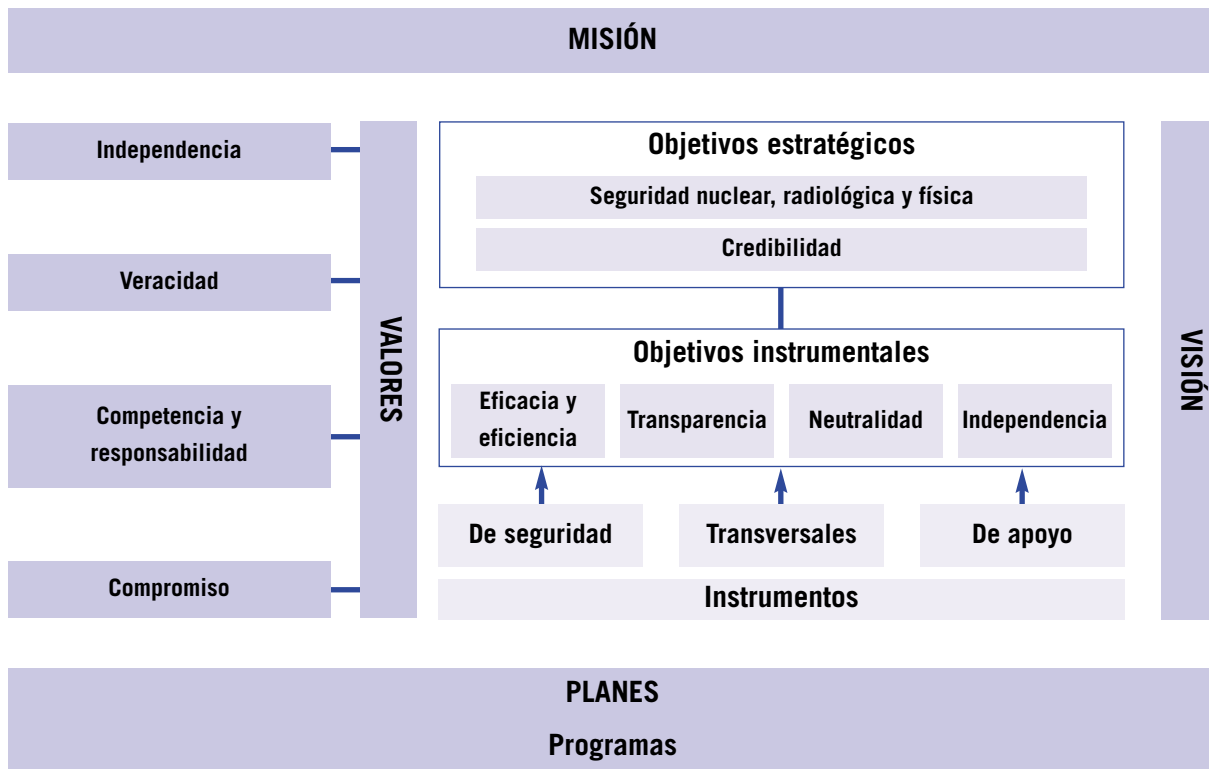 MISIÓN
Independencia
Veracidad
Competencia y
responsabilidad
Compromiso
VALORES
Objetivos estratégicos
Seguridad nuclear, radiológica y física
Credibilidad
Objetivos instrumentales
Eficacia y
eficiencia
Transparencia
Neutralidad
Independencia
De seguridad
Transversales
De apoyo
Instrumentos
VISIÓN
PLANES
Programas